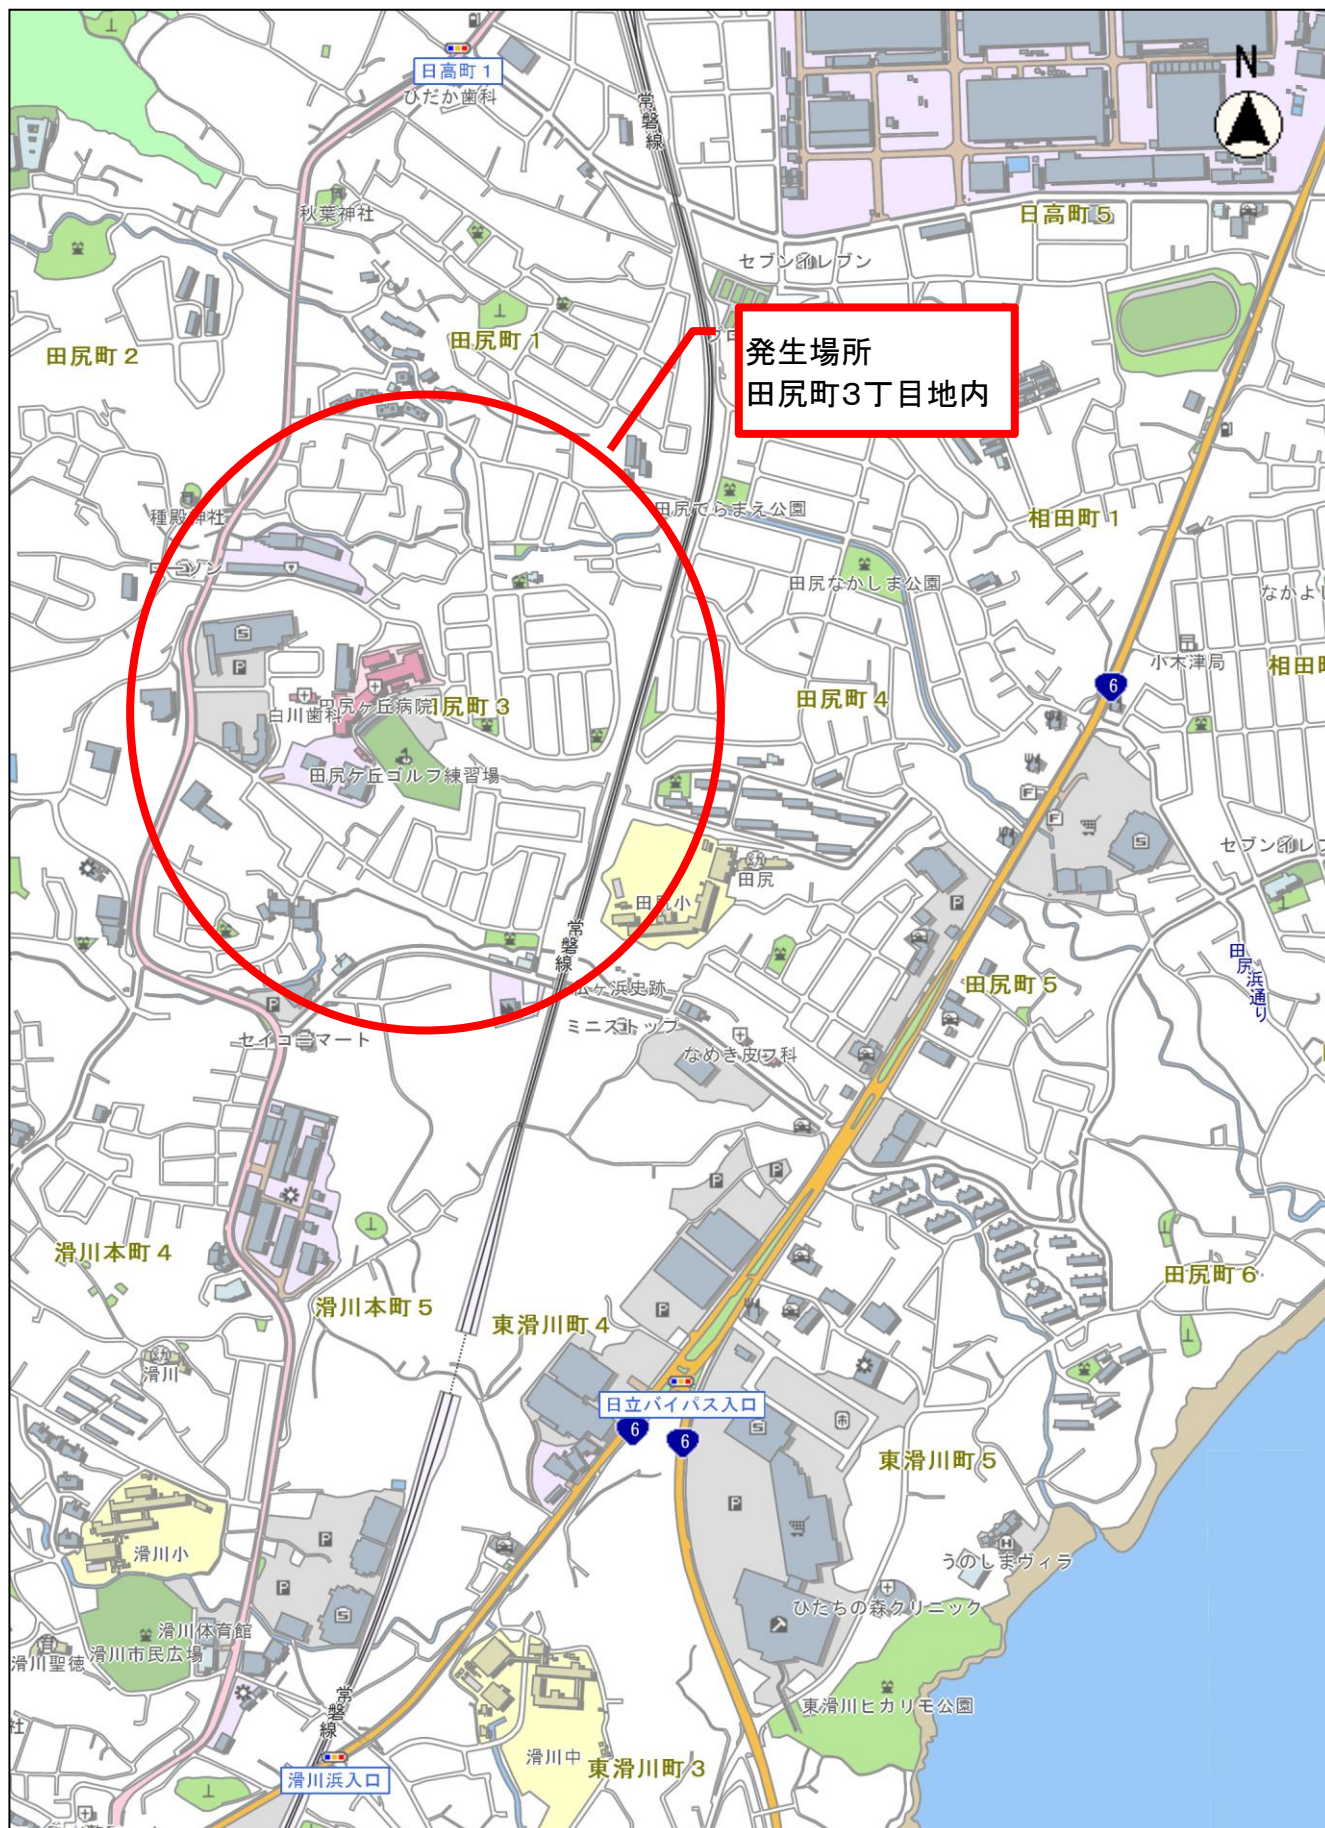 日高町1
ひだか歯科
常磐線
N
秋葉神社
日高町5
セブンイレブン
田尻町1
田尻町2
発生場所
田尻町3丁目地内
種殿神社
田尻でらまえ公園
相田町1
ローソン
田尻なかしま公園
なかよし
小木津局
6
白川歯科
田尻ヶ丘病院
尻町3
田尻町4
田尻ケ丘ゴルフ練習場
セブンイレブ
田尻
田尻小
常磐線
田尻浜通り
田尻町5
ミニストップ
セイコーマート
なめき皮フ科
滑川本町4
滑川本町5
東滑川町4
田尻町6
滑川
日立バイパス入口
6
6
東滑川町5
滑川小
うのしまヴィラ
ひたちの森クリニック
滑川体育館
滑川市民広場
滑川聖徳
常磐線
東滑川ヒカリモ公園
滑川中
東滑川町3
滑川浜入口